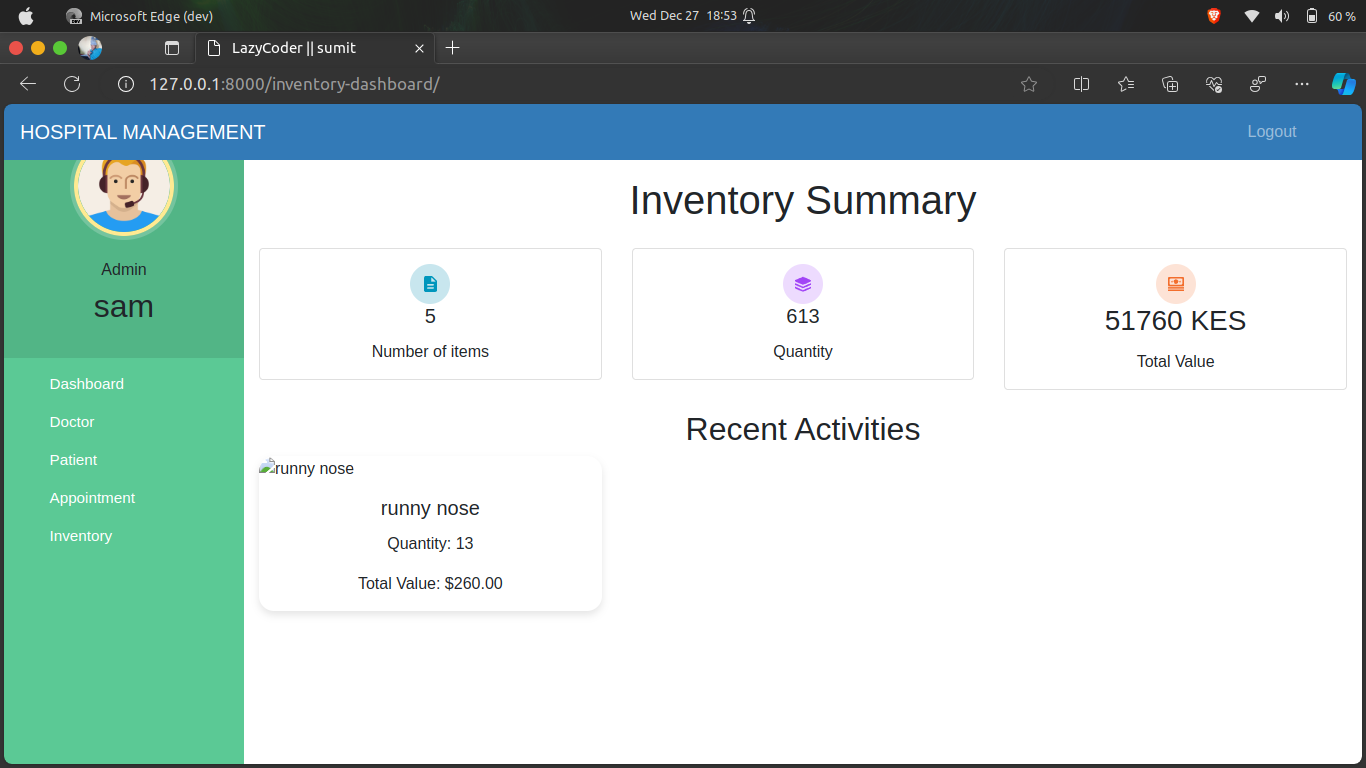 Microsoft Edge (dev)
Wed Dec 27 18:53
60 %
LazyCoder || sumit
127.0.0.1:8000/inventory-dashboard/
HOSPITAL MANAGEMENT
Logout
Admin
sam
Dashboard
Doctor
Patient
Appointment
Inventory
Inventory Summary
5
Number of items
613
Quantity
51760 KES
Total Value
Recent Activities
runny nose
runny nose
Quantity: 13
Total Value: $260.00